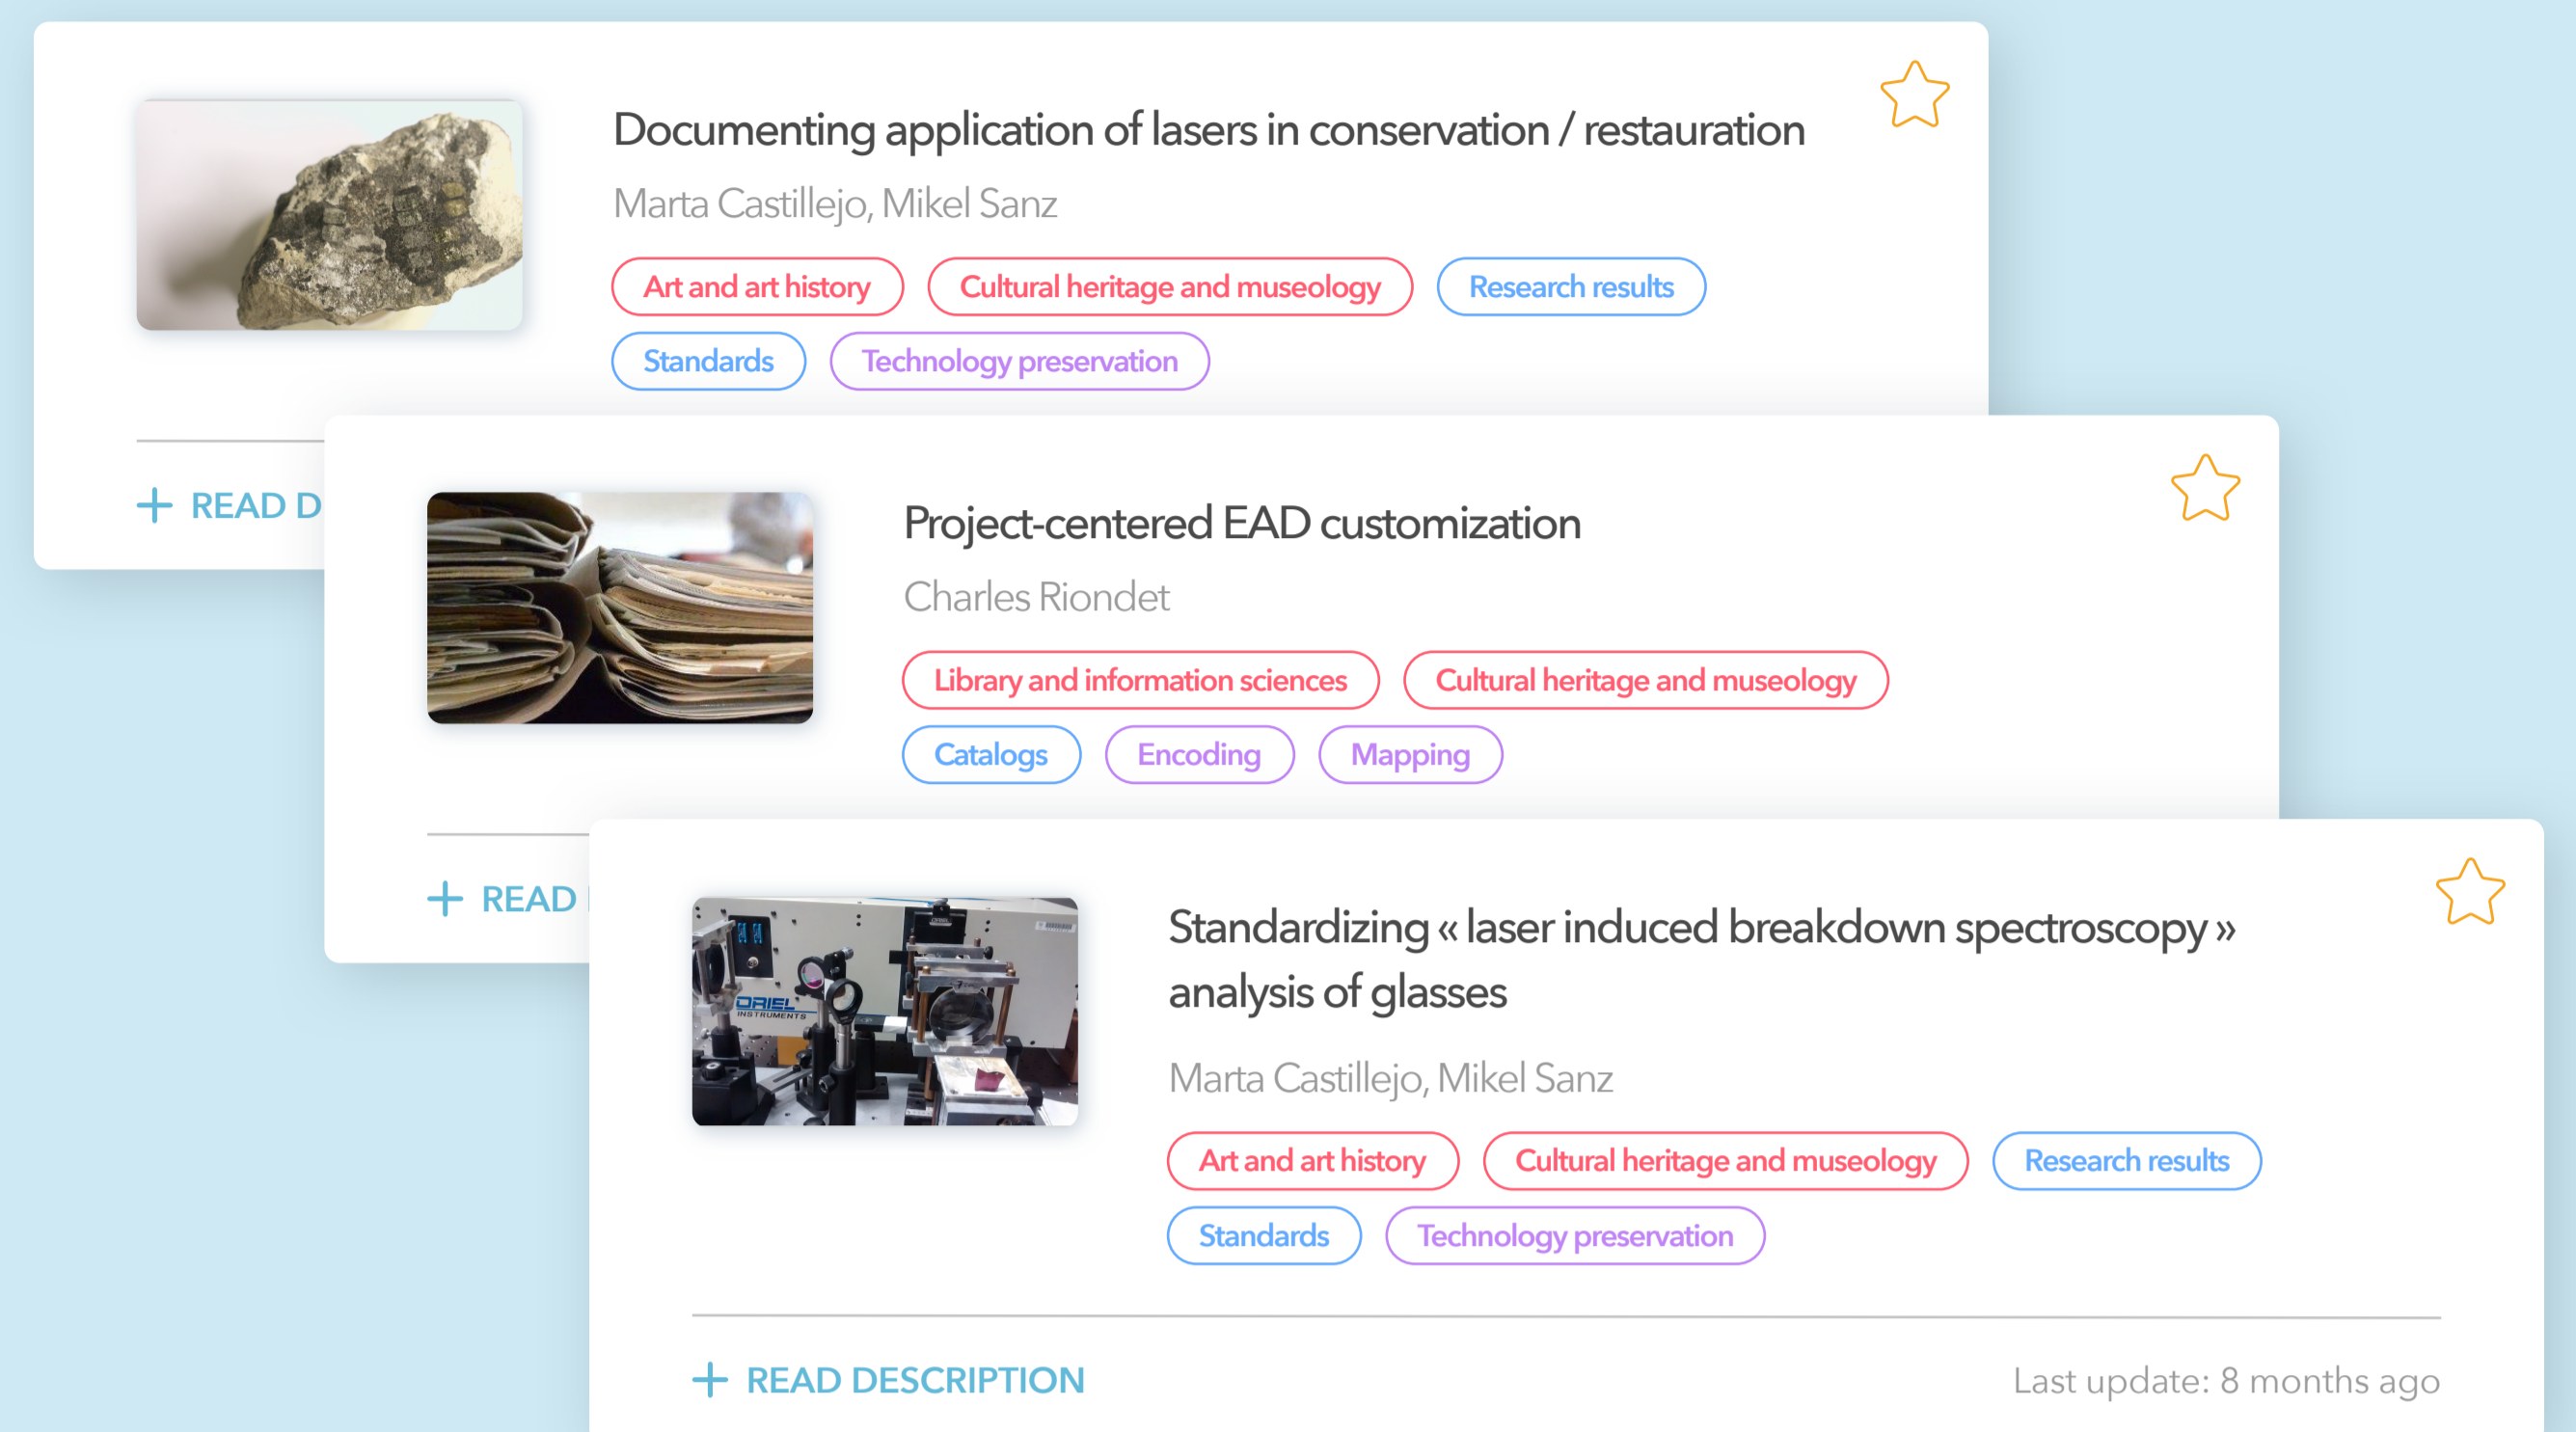 Documenting application of lasers in conservation / restauration
Marta Castillejo, Mikel Sanz
Art and art history Cultural heritage and museology Research results
Standards Technology preservation
+ READ D
Project-centered EAD customization
Charles Riondet
Library and information sciences Cultural heritage and museology
Catalogs Encoding Mapping
+ READ
ORIEL
INSTRUMENTS
Standardizing « laser induced breakdown spectroscopy »
analysis of glasses
Marta Castillejo, Mikel Sanz
Art and art history Cultural heritage and museology Research results
Standards Technology preservation
+ READ DESCRIPTION Last update: 8 months ago